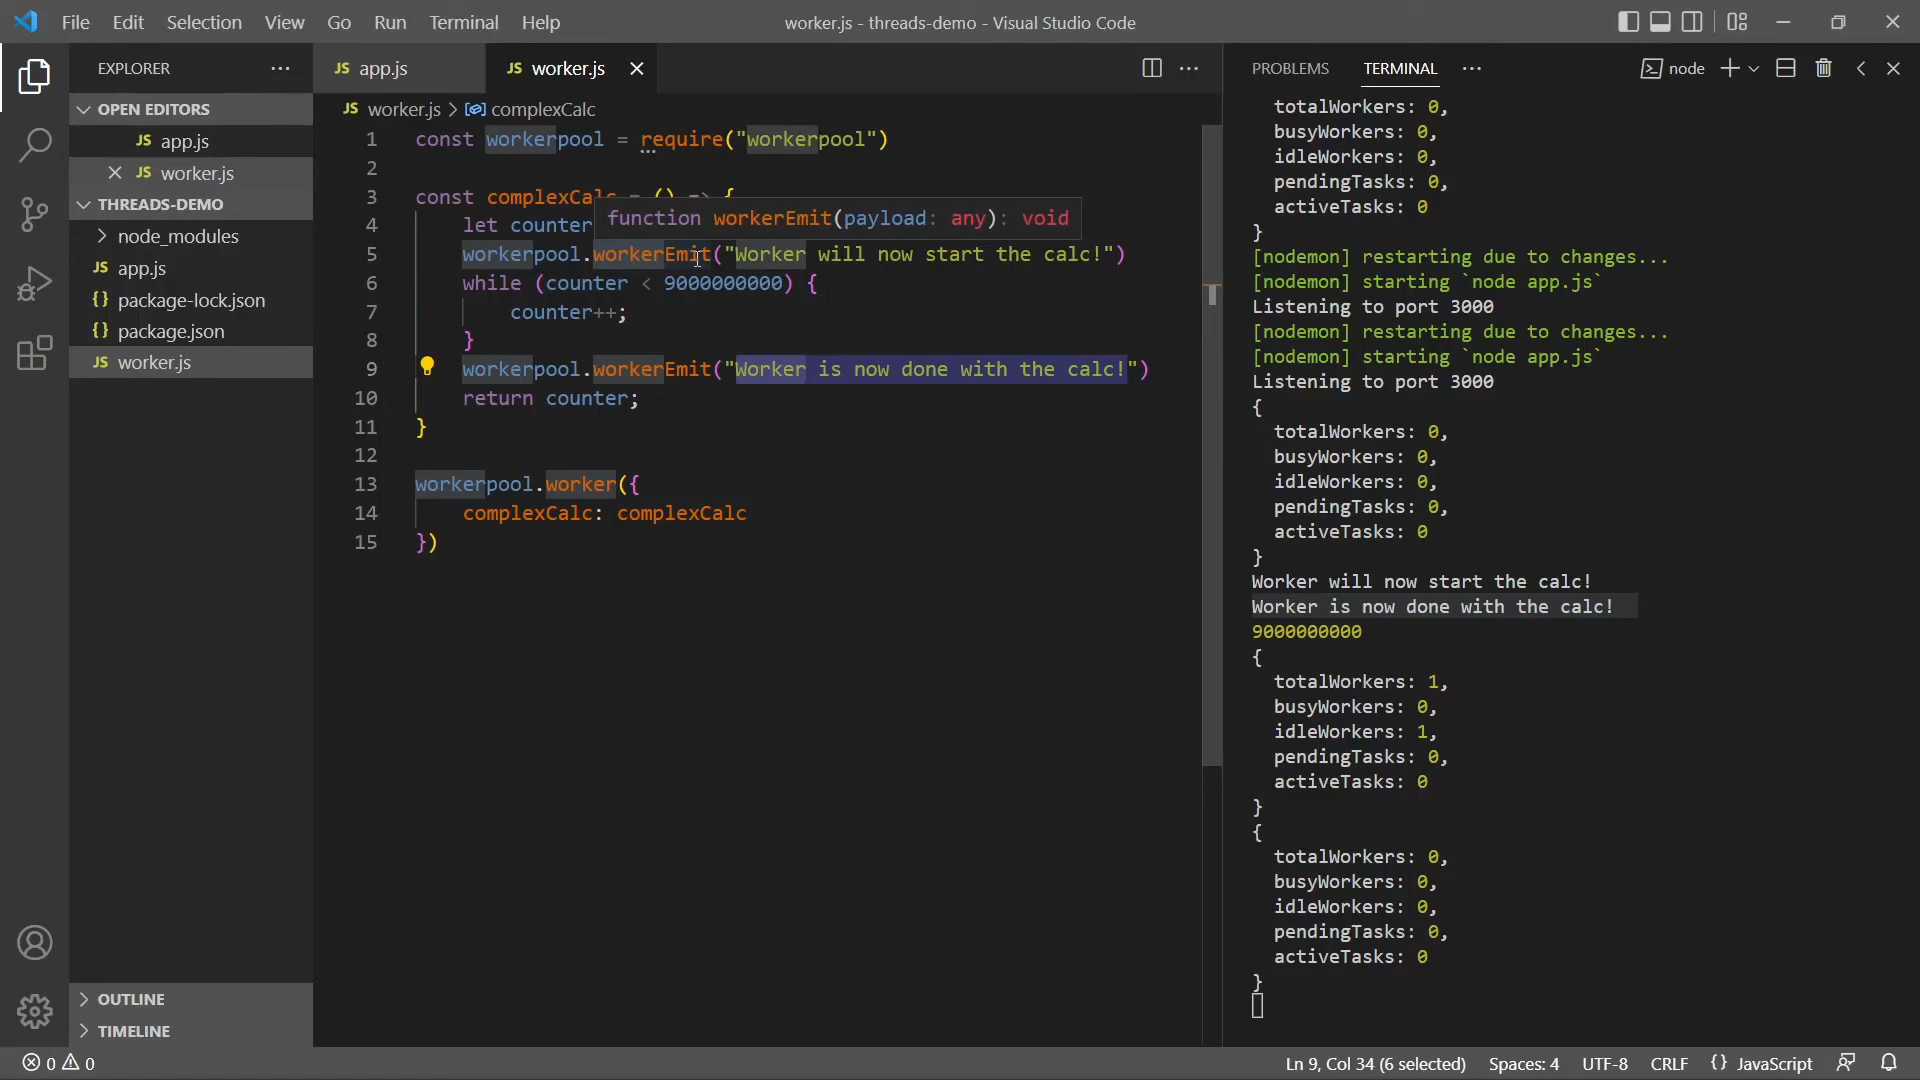 File Edit Selection View Go Run Terminal Help
worker.js - threads-demo - Visual Studio Code
EXPLORER
OPEN EDITORS
JS app.js
JS worker.js
THREADS-DEMO
node_modules
JS app.js
{} package-lock.json
{} package.json
JS worker.js
OUTLINE
TIMELINE
JS app.js
JS worker.js
JS worker.js > complexCalc
1 const workerpool = require("workerpool")
2
3 const complexCalc = () => {
4 let counter
function workerEmit(payload: any): void
5 workerpool.workerEmit("Worker will now start the calc!")
6 while (counter < 9000000000) {
7 counter++;
8 }
9 workerpool.workerEmit("Worker is now done with the calc!")
10 return counter;
11 }
12
13 workerpool.worker({
14 complexCalc: complexCalc
15 })
PROBLEMS TERMINAL
node
totalWorkers: 0,
busyWorkers: 0,
idleWorkers: 0,
pendingTasks: 0,
activeTasks: 0
}
[nodemon] restarting due to changes...
[nodemon] starting `node app.js`
Listening to port 3000
[nodemon] restarting due to changes...
[nodemon] starting `node app.js`
Listening to port 3000
{
totalWorkers: 0,
busyWorkers: 0,
idleWorkers: 0,
pendingTasks: 0,
activeTasks: 0
}
Worker will now start the calc!
Worker is now done with the calc!
9000000000
{
totalWorkers: 1,
busyWorkers: 0,
idleWorkers: 1,
pendingTasks: 0,
activeTasks: 0
}
{
totalWorkers: 0,
busyWorkers: 0,
idleWorkers: 0,
pendingTasks: 0,
activeTasks: 0
}
0 0
Ln 9, Col 34 (6 selected) Spaces: 4 UTF-8 CRLF {} JavaScript